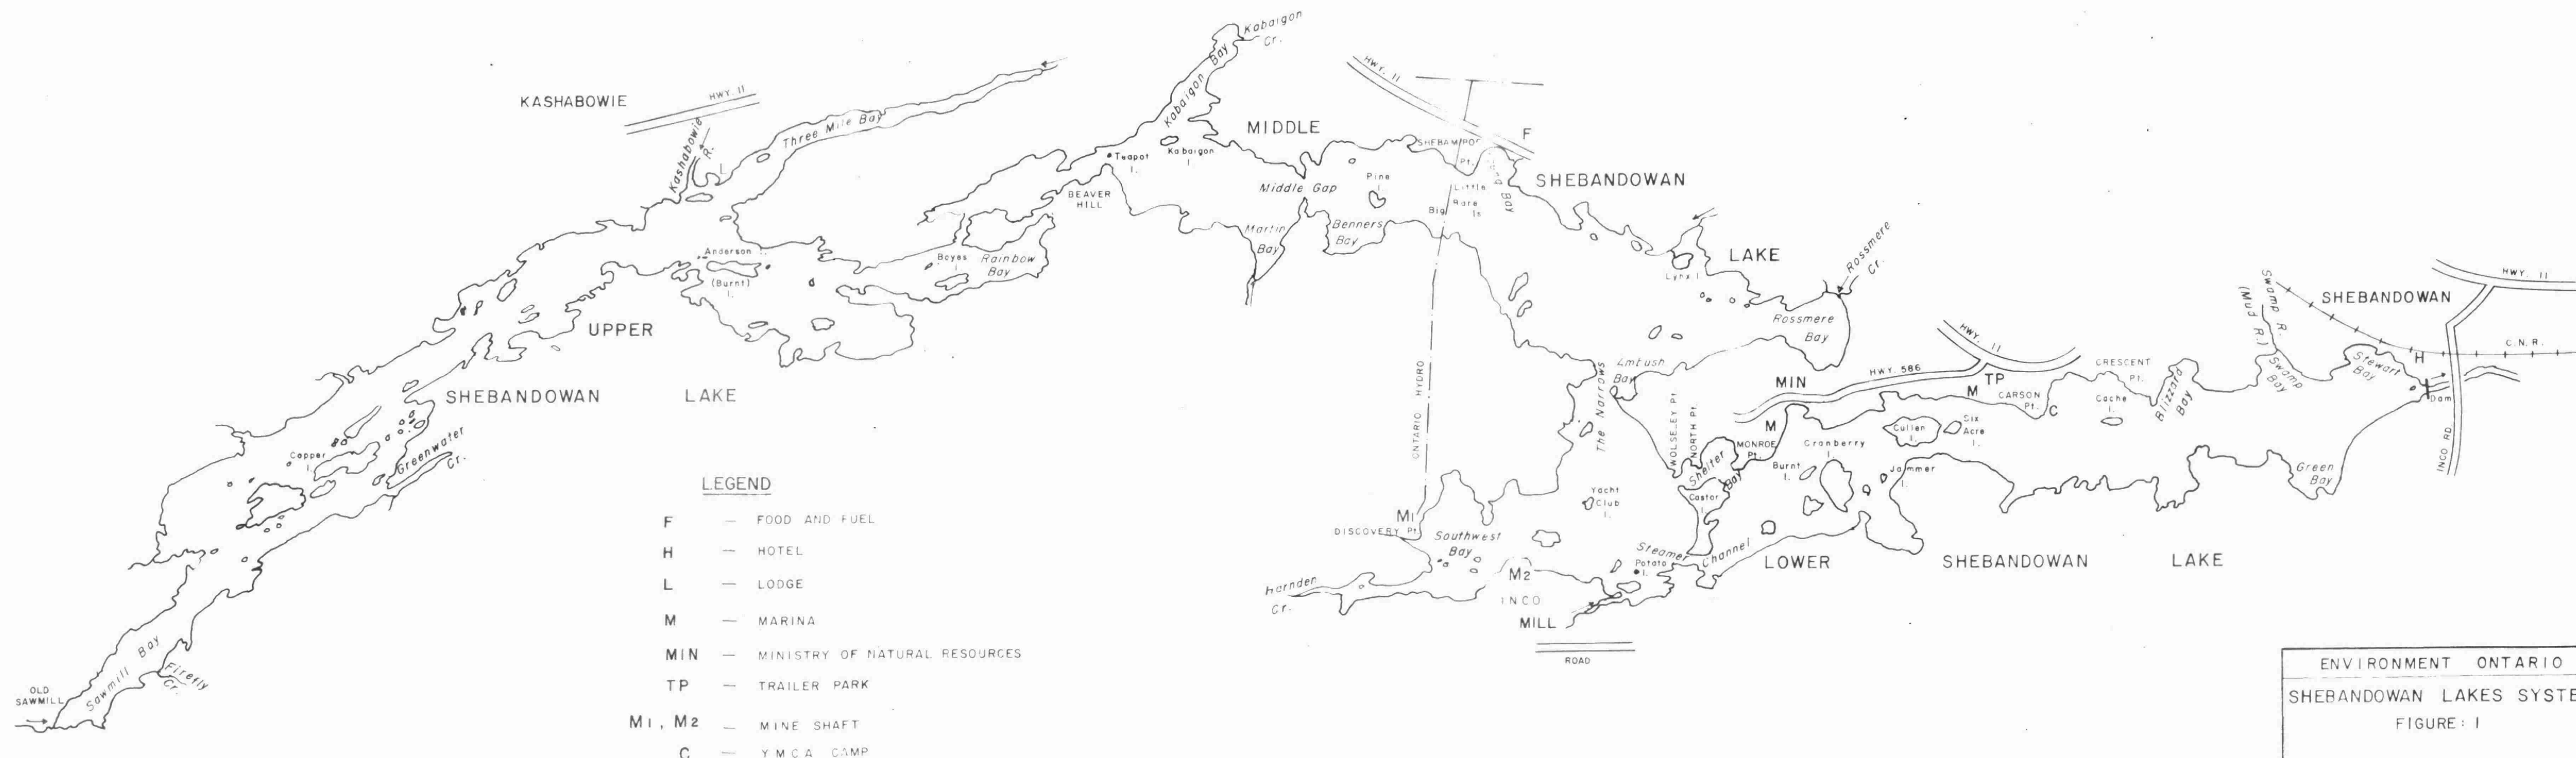 Kabaigon
Cr.
Kabaigon Bay
HWY. 11
KASHABOWIE
HWY. 11
Kashabowie
R.
L
Three Mile Bay
MIDDLE
F
SHEBANDOWAN
LAKE
Teapot
I.
Kabaigon
I.
BEAVER
HILL
Middle Gap
Pine
I.
Pt.
Little
Big
Rare
Is
Bay
Martin
Bay
Benners
Bay
Anderson I.
(Burnt)
I.
Boyes
I.
Rainbow
Bay
Lynx I.
Rossmere
Cr.
Rossmere
Bay
UPPER
SHEBANDOWAN LAKE
Copper
I.
Greenwater
Cr.
ONTARIO HYDRO
The Narrows
Ambush
Bay
WOLSELEY Pt.
NORTH Pt.
MIN
HWY. 586
HWY. 11
TP
M
CARSON
Pt.
C
CRESCENT
Pt.
Cache
I.
Blizzard
Bay
Swamp R.
(Mud R.)
Swamp
Bay
SHEBANDOWAN
HWY. 11
Stewart
Bay
H
C.N.R.
Dam
INCO RD
Green
Bay
M
MONROE
Pt.
Shelter
Bay
Castor
I.
Cranberry
I.
Burnt
I.
Cullen
I.
Six
Acre
I.
Jammer
I.
Yacht
Club
I.
M1
DISCOVERY Pt.
Southwest
Bay
Steamer Channel
Potato
I.
M2
INCO
MILL
ROAD
Harnden
Cr.
LOWER SHEBANDOWAN LAKE
OLD
SAWMILL
Sawmill Bay
Firefly
Cr.
LEGEND
F — FOOD AND FUEL
H — HOTEL
L — LODGE
M — MARINA
MIN — MINISTRY OF NATURAL RESOURCES
TP — TRAILER PARK
M1, M2 — MINE SHAFT
C — YMCA CAMP
ENVIRONMENT ONTARIO
SHEBANDOWAN LAKES SYSTE
FIGURE: 1